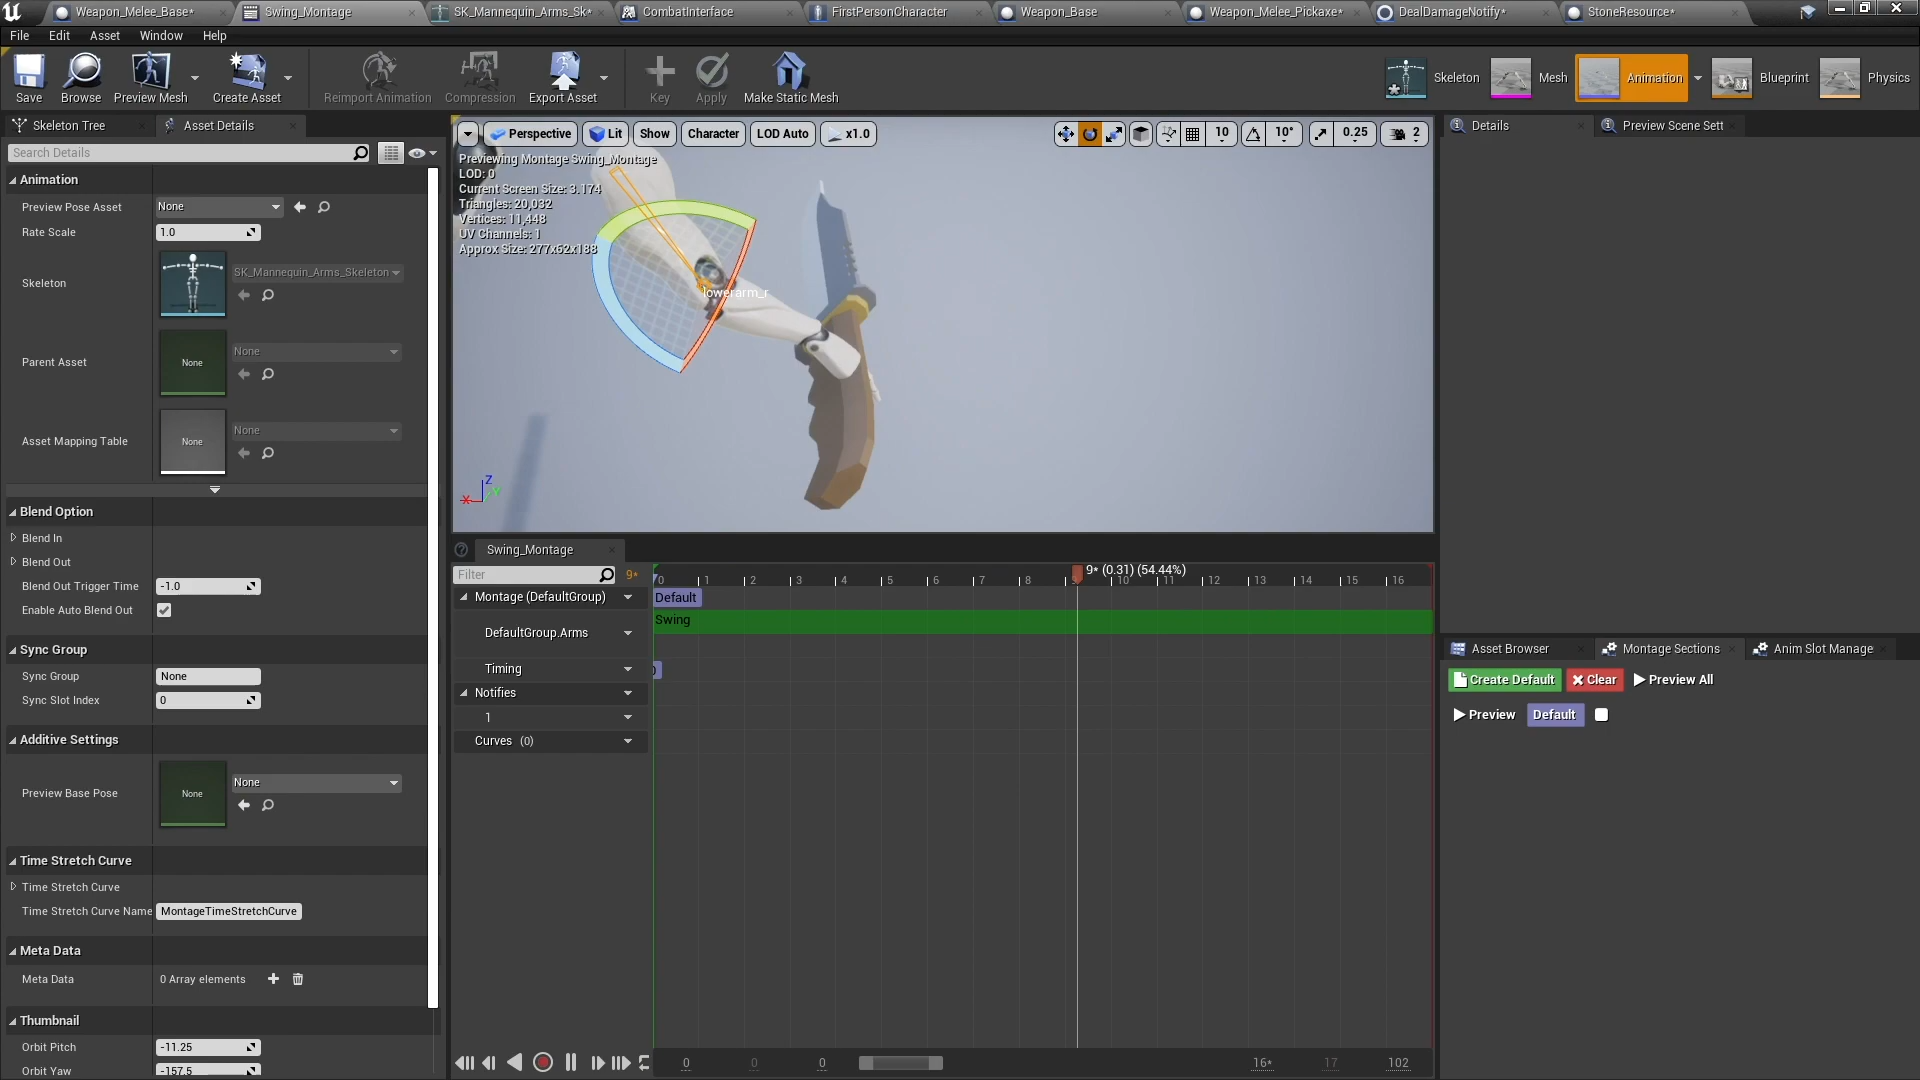 Weapon_Melee_Base*
Swing_Montage
SK_Mannequin_Arms_Sk*
CombatInterface
FirstPersonCharacter
Weapon_Base
Weapon_Melee_Pickaxe*
DealDamageNotify*
StoneResource*
File
Edit
Asset
Window
Help
Save
Browse
Preview Mesh
Create Asset
Reimport Animation
Compression
Export Asset
Key
Apply
Make Static Mesh
Skeleton
Mesh
Animation
Blueprint
Physics
Skeleton Tree
Asset Details
Search Details
Animation
Preview Pose Asset
None
Rate Scale
1.0
Skeleton
SK_Mannequin_Arms_Skeleton
Parent Asset
None
None
Asset Mapping Table
None
None
Blend Option
Blend In
Blend Out
Blend Out Trigger Time
-1.0
Enable Auto Blend Out
Sync Group
Sync Group
None
Sync Slot Index
0
Additive Settings
Preview Base Pose
None
None
Time Stretch Curve
Time Stretch Curve
Time Stretch Curve Name
MontageTimeStretchCurve
Meta Data
Meta Data
0 Array elements
Thumbnail
Orbit Pitch
-11.25
Orbit Yaw
-157.5
Perspective
Lit
Show
Character
LOD Auto
x1.0
10
10°
0.25
2
Previewing Montage Swing_Montage
LOD: 0
Current Screen Size: 3.174
Triangles: 20,032
Vertices: 11,448
UV Channels: 1
Approx Size: 277x62x188
lowerarm_r
Z
Y
X
Swing_Montage
Filter
9*
0 1 2 3 4 5 6 7 8 9 10 11 12 13 14 15 16
9* (0.31) (54.44%)
Montage (DefaultGroup)
Default
DefaultGroup.Arms
Swing
Timing
Notifies
1
Curves (0)
0
0
0
16*
17
102
Details
Preview Scene Sett
Asset Browser
Montage Sections
Anim Slot Manage
Create Default
Clear
Preview All
Preview
Default